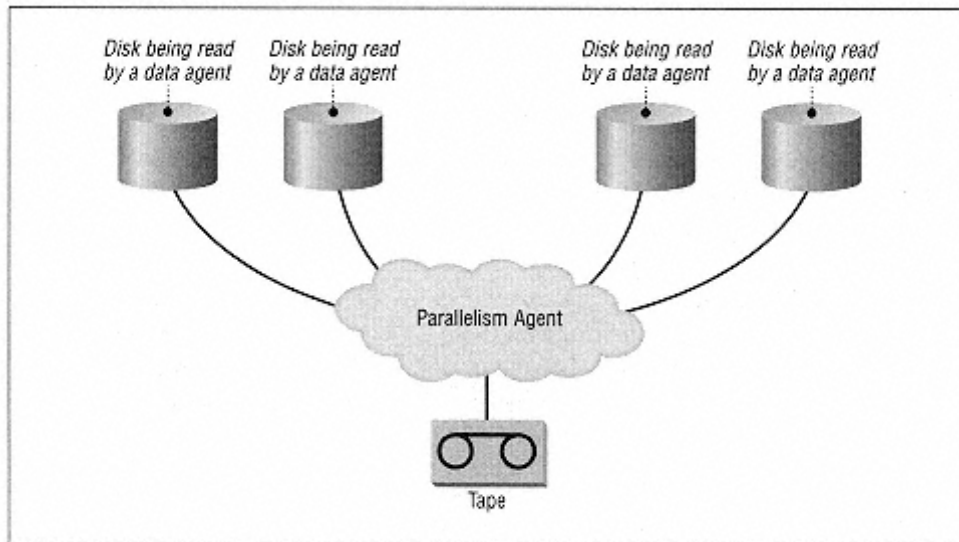 Disk being read
by a data agent
Disk being read
by a data agent
Disk being read
by a data agent
Disk being read
by a data agent
Parallelism Agent
Tape